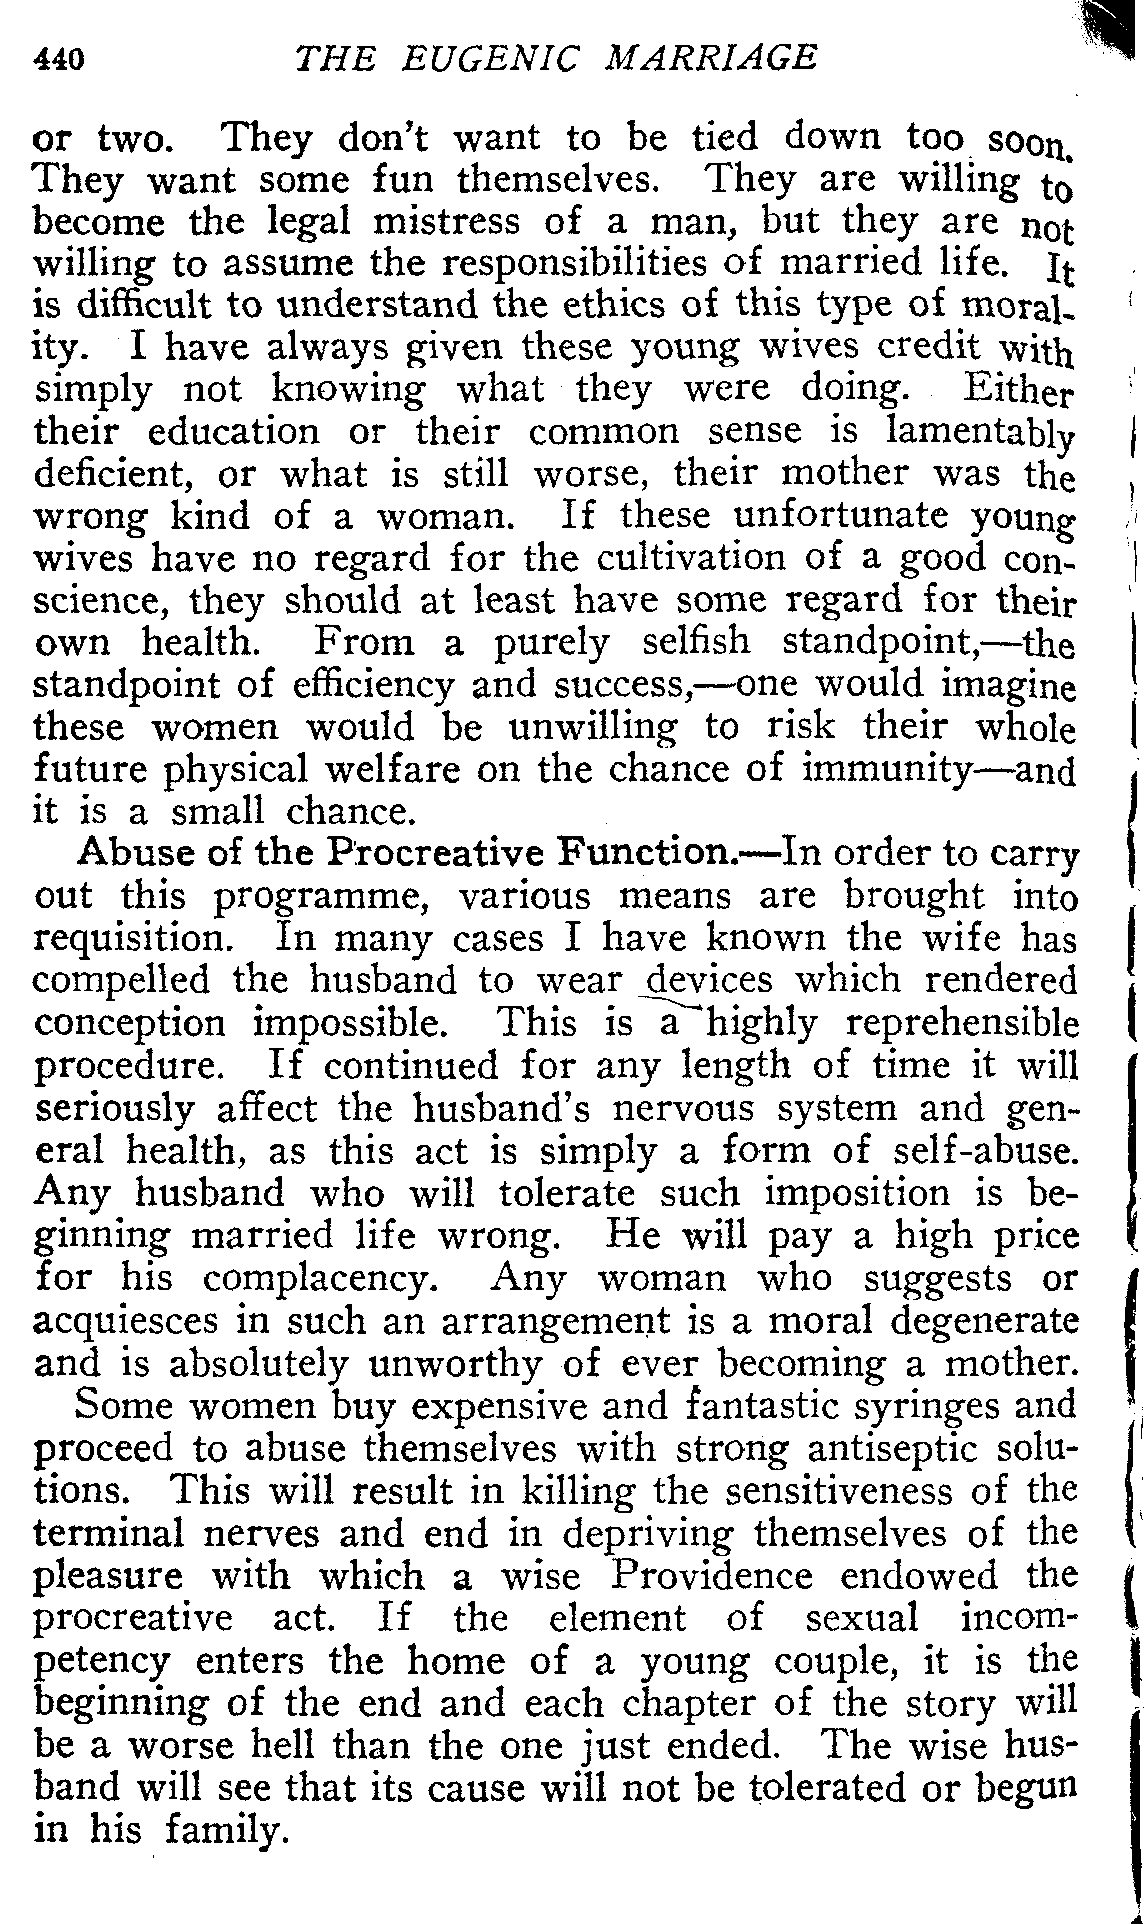 440 THE EUGENIC MARRIAGE
or two. They don't want to be tied down too soon.
They want some fun themselves. They are willing to
become the legal mistress of a man, but they are not
willing to assume the responsibilities of married life. It
is difficult to understand the ethics of this type of moral-
ity. I have always given these young wives credit with
simply not knowing what they were doing. Either
their education or their common sense is lamentably
deficient, or what is still worse, their mother was the
wrong kind of a woman. If these unfortunate young
wives have no regard for the cultivation of a good con-
science, they should at least have some regard for their
own health. From a purely selfish standpoint,—the
standpoint of efficiency and success,—one would imagine
these women would be unwilling to risk their whole
future physical welfare on the chance of immunity—and
it is a small chance.
Abuse of the Procreative Function.—In order to carry
out this programme, various means are brought into
requisition. In many cases I have known the wife has
compelled the husband to wear devices which rendered
conception impossible. This is a highly reprehensible
procedure. If continued for any length of time it will
seriously affect the husband's nervous system and gen-
eral health, as this act is simply a form of self-abuse.
Any husband who will tolerate such imposition is be-
ginning married life wrong. He will pay a high price
for his complacency. Any woman who suggests or
acquiesces in such an arrangement is a moral degenerate
and is absolutely unworthy of ever becoming a mother.
Some women buy expensive and fantastic syringes and
proceed to abuse themselves with strong antiseptic solu-
tions. This will result in killing the sensitiveness of the
terminal nerves and end in depriving themselves of the
pleasure with which a wise Providence endowed the
procreative act. If the element of sexual incom-
petency enters the home of a young couple, it is the
beginning of the end and each chapter of the story will
be a worse hell than the one just ended. The wise hus-
band will see that its cause will not be tolerated or begun
in his family.